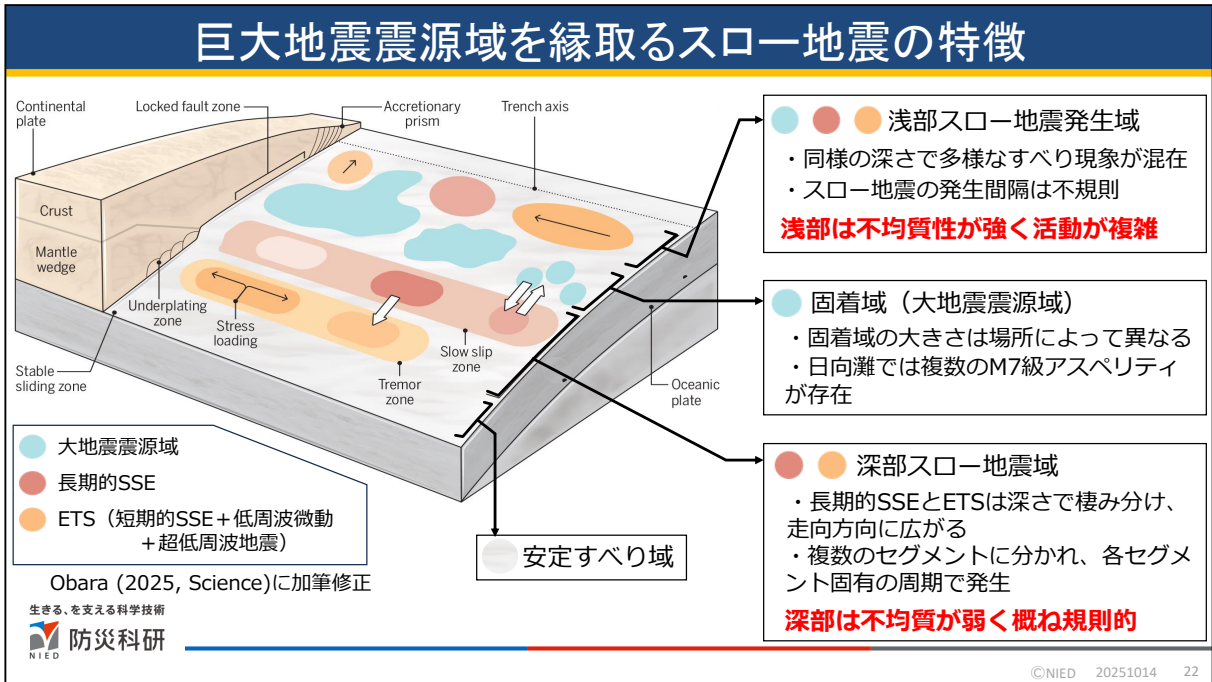 巨大地震震源域を縁取るスロー地震の特徴
Continental
plate
Locked fault zone
Accretionary
prism
Trench axis
Crust
Mantle
wedge
Underplating
zone
Stress
loading
Slow slip
zone
Tremor
zone
Stable
sliding zone
Oceanic
plate
大地震震源域
長期的SSE
ETS（短期的SSE＋低周波微動
＋超低周波地震）
Obara (2025, Science)に加筆修正
安定すべり域
浅部スロー地震発生域
・同様の深さで多様なすべり現象が混在
・スロー地震の発生間隔は不規則
浅部は不均質性が強く活動が複雑
固着域（大地震震源域）
・固着域の大きさは場所によって異なる
・日向灘では複数のM7級アスペリティ
が存在
深部スロー地震域
・長期的SSEとETSは深さで棲み分け、
走向方向に広がる
・複数のセグメントに分かれ、各セグメ
ント固有の周期で発生
深部は不均質が弱く概ね規則的
生きる、を支える科学技術
防災科研
NIED
©NIED 20251014 22